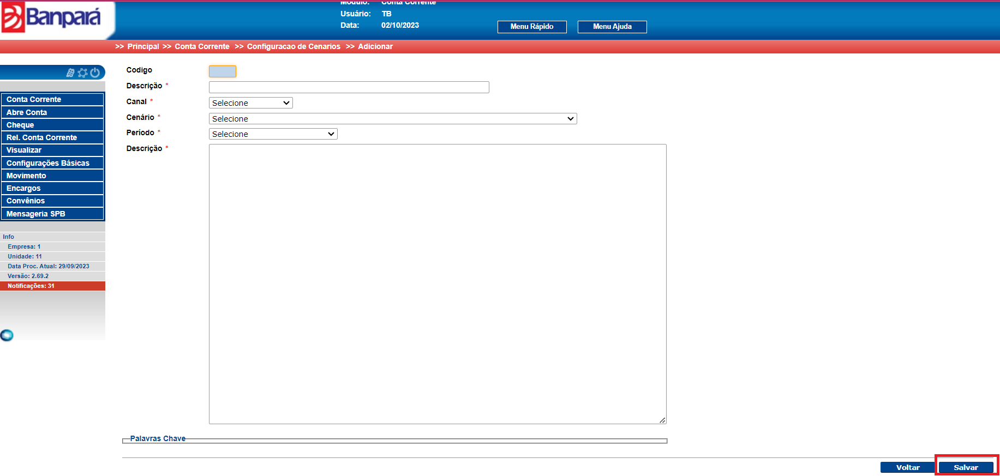 Módulo: Conta Corrente
Banpará
Usuário: TB
Data: 02/10/2023
Menu Rápido Menu Ajuda
>> Principal >> Conta Corrente >> Configuracao de Cenarios >> Adicionar
Conta Corrente
Abre Conta
Cheque
Rel. Conta Corrente
Visualizar
Configurações Básicas
Movimento
Encargos
Convênios
Mensageria SPB
Info
Empresa: 1
Unidade: 11
Data Proc. Atual: 29/09/2023
Versão: 2.69.2
Notificações: 31
Codigo
Descrição *
Canal * Selecione
Cenário * Selecione
Período * Selecione
Descrição *
Palavras Chave
Voltar Salvar